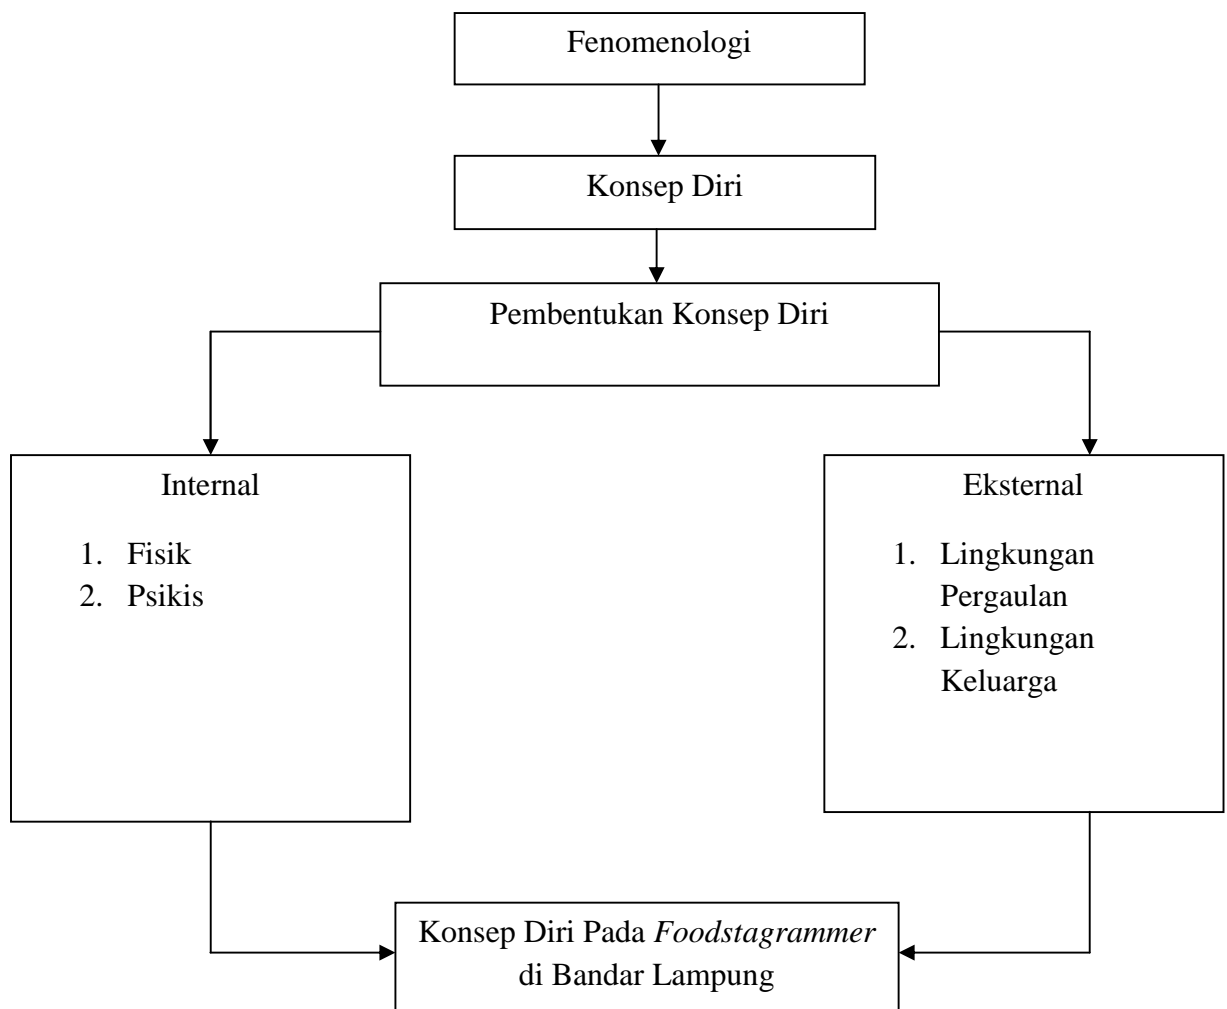 Fenomenologi
Konsep Diri
Pembentukan Konsep Diri
Internal
1. Fisik
2. Psikis
Eksternal
1. Lingkungan
Pergaulan
2. Lingkungan
Keluarga
Konsep Diri Pada Foodstagrammer
di Bandar Lampung